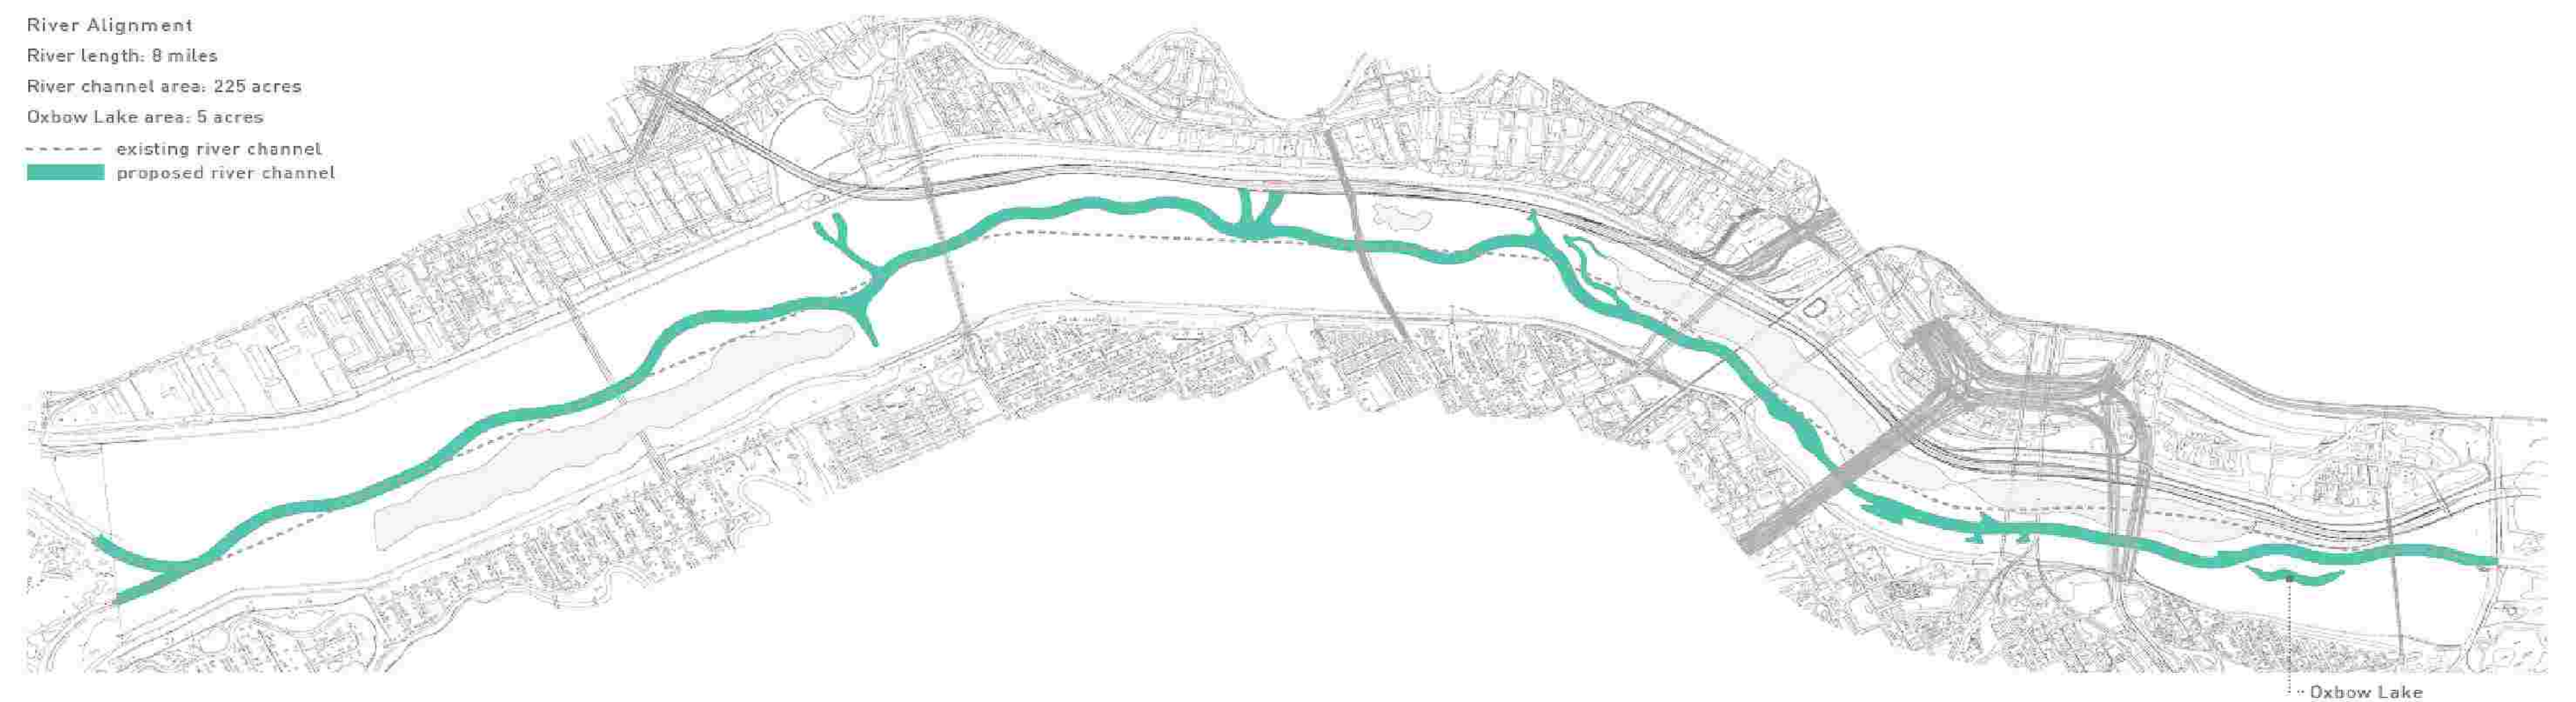 River Alignment
River length: 8 miles
River channel area: 225 acres
Oxbow Lake area: 5 acres
existing river channel
proposed river channel
Oxbow Lake